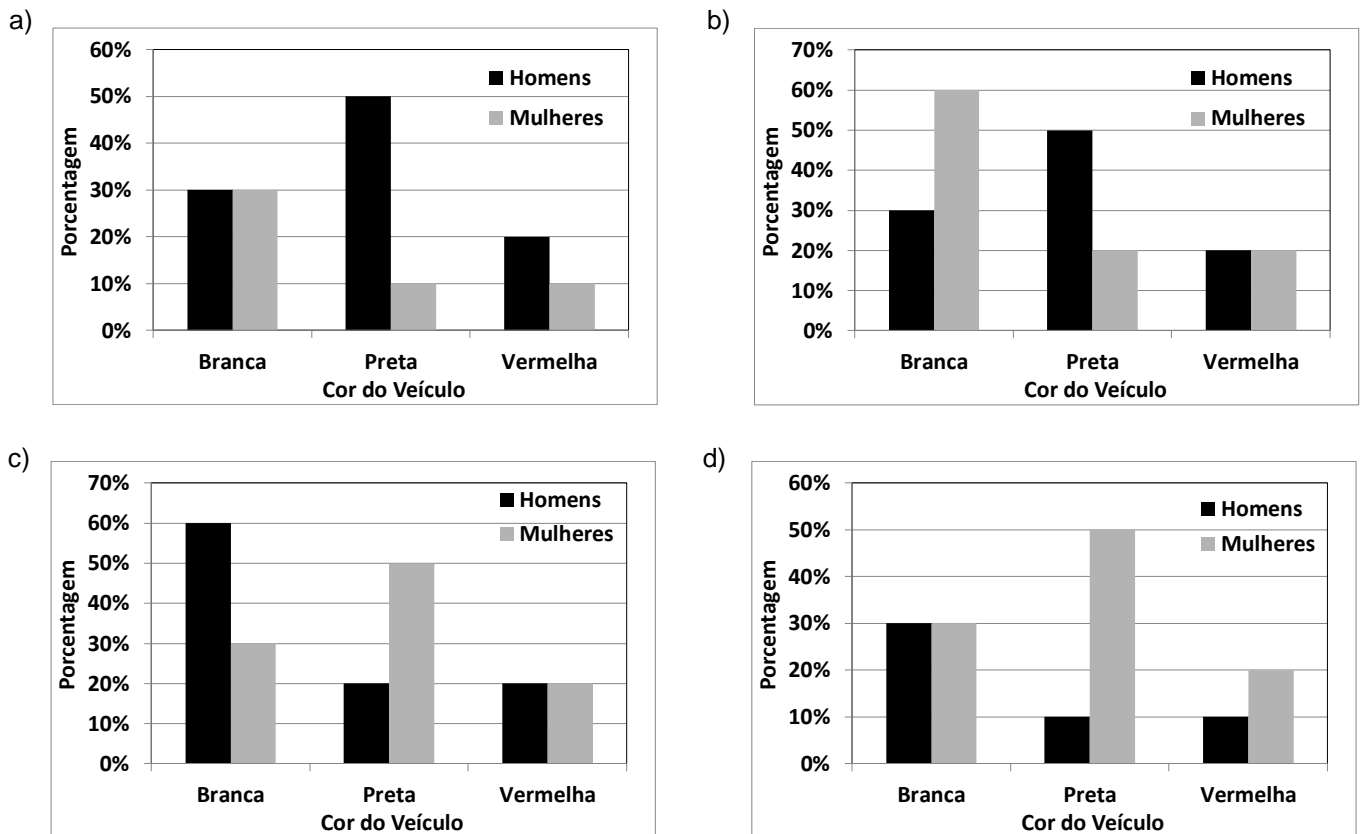 a)
60%
50%
40%
30%
20%
10%
0%
Porcentagem
Homens
Mulheres
Branca Preta Vermelha
Cor do Veículo
b)
70%
60%
50%
40%
30%
20%
10%
0%
Porcentagem
Homens
Mulheres
Branca Preta Vermelha
Cor do Veículo
c)
70%
60%
50%
40%
30%
20%
10%
0%
Porcentagem
Homens
Mulheres
Branca Preta Vermelha
Cor do Veículo
d)
60%
50%
40%
30%
20%
10%
0%
Porcentagem
Homens
Mulheres
Branca Preta Vermelha
Cor do Veículo